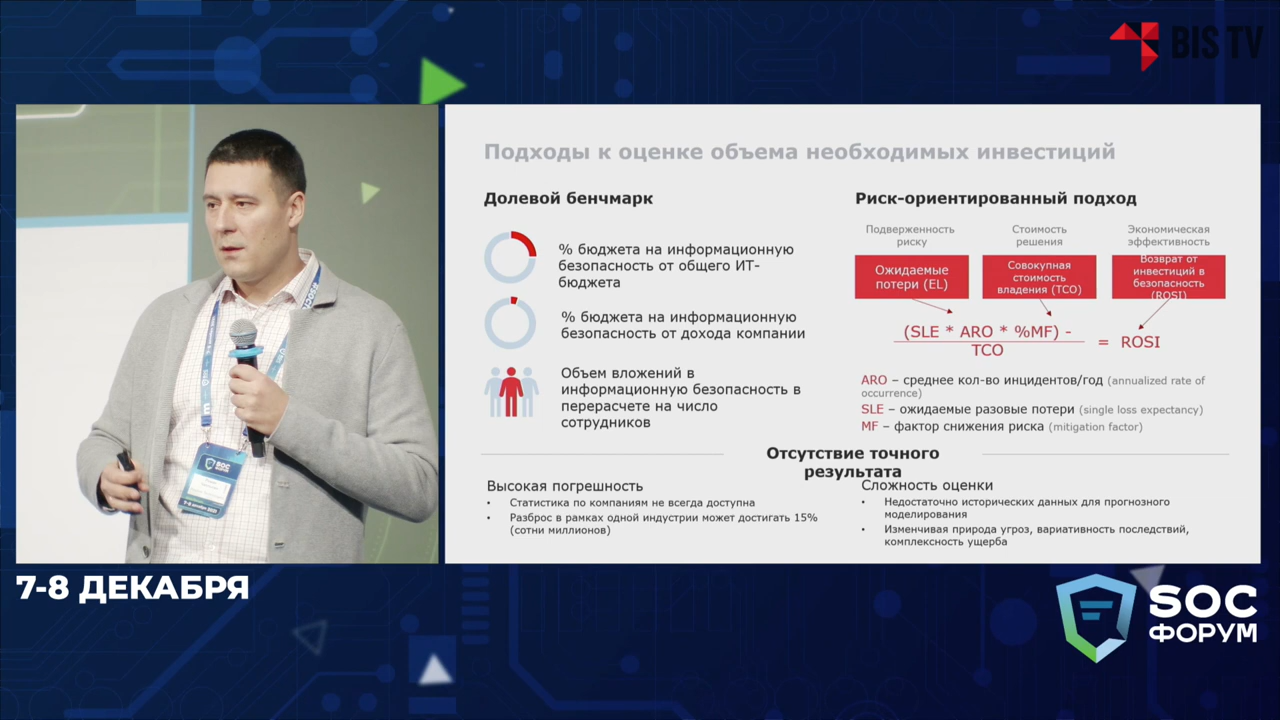 BIS TV
Подходы к оценке объема необходимых инвестиций
Долевой бенчмарк
% бюджета на информационную
безопасность от общего ИТ-
бюджета
% бюджета на информационную
безопасность от дохода компании
Объем вложений в
информационную безопасность в
перерасчете на число
сотрудников
Риск-ориентированный подход
Подверженность
риску
Стоимость
решения
Экономическая
эффективность
Ожидаемые
потери (EL)
Совокупная
стоимость
владения (TCO)
Возврат от
инвестиций в
безопасность
(ROSI)
(SLE * ARO * %MF) -
TCO
= ROSI
ARO – среднее кол-во инцидентов/год (annualized rate of
occurrence)
SLE – ожидаемые разовые потери (single loss expectancy)
MF – фактор снижения риска (mitigation factor)
Отсутствие точного
результата
Высокая погрешность
• Статистика по компаниям не всегда доступна
• Разброс в рамках одной индустрии может достигать 15%
(сотни миллионов)
Сложность оценки
• Недостаточно исторических данных для прогнозного
моделирования
• Изменчивая природа угроз, вариативность последствий,
комплексность ущерба
SOC
ФОРУМ
7-8 ДЕКАБРЯ
SOC
ФОРУМ